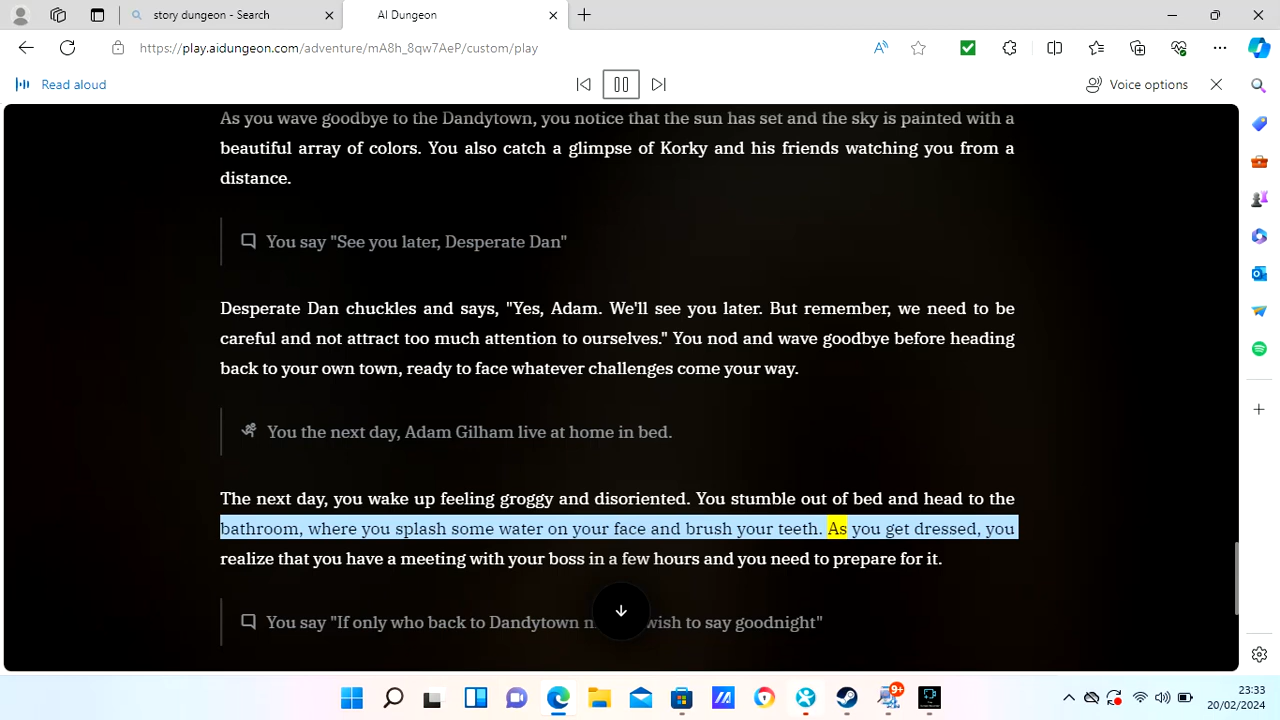 story dungeon - Search
AI Dungeon
https://play.aidungeon.com/adventure/mA8h_8qw7AeP/custom/play
Read aloud
Voice options
As you wave goodbye to the Dandytown, you notice that the sun has set and the sky is painted with a
beautiful array of colors. You also catch a glimpse of Korky and his friends watching you from a
distance.
You say "See you later, Desperate Dan"
Desperate Dan chuckles and says, "Yes, Adam. We'll see you later. But remember, we need to be
careful and not attract too much attention to ourselves." You nod and wave goodbye before heading
back to your own town, ready to face whatever challenges come your way.
You the next day, Adam Gilham live at home in bed.
The next day, you wake up feeling groggy and disoriented. You stumble out of bed and head to the
bathroom, where you splash some water on your face and brush your teeth. As you get dressed, you
realize that you have a meeting with your boss in a few hours and you need to prepare for it.
You say "If only who back to Dandytown wish to say goodnight"
9+
23:33
20/02/2024